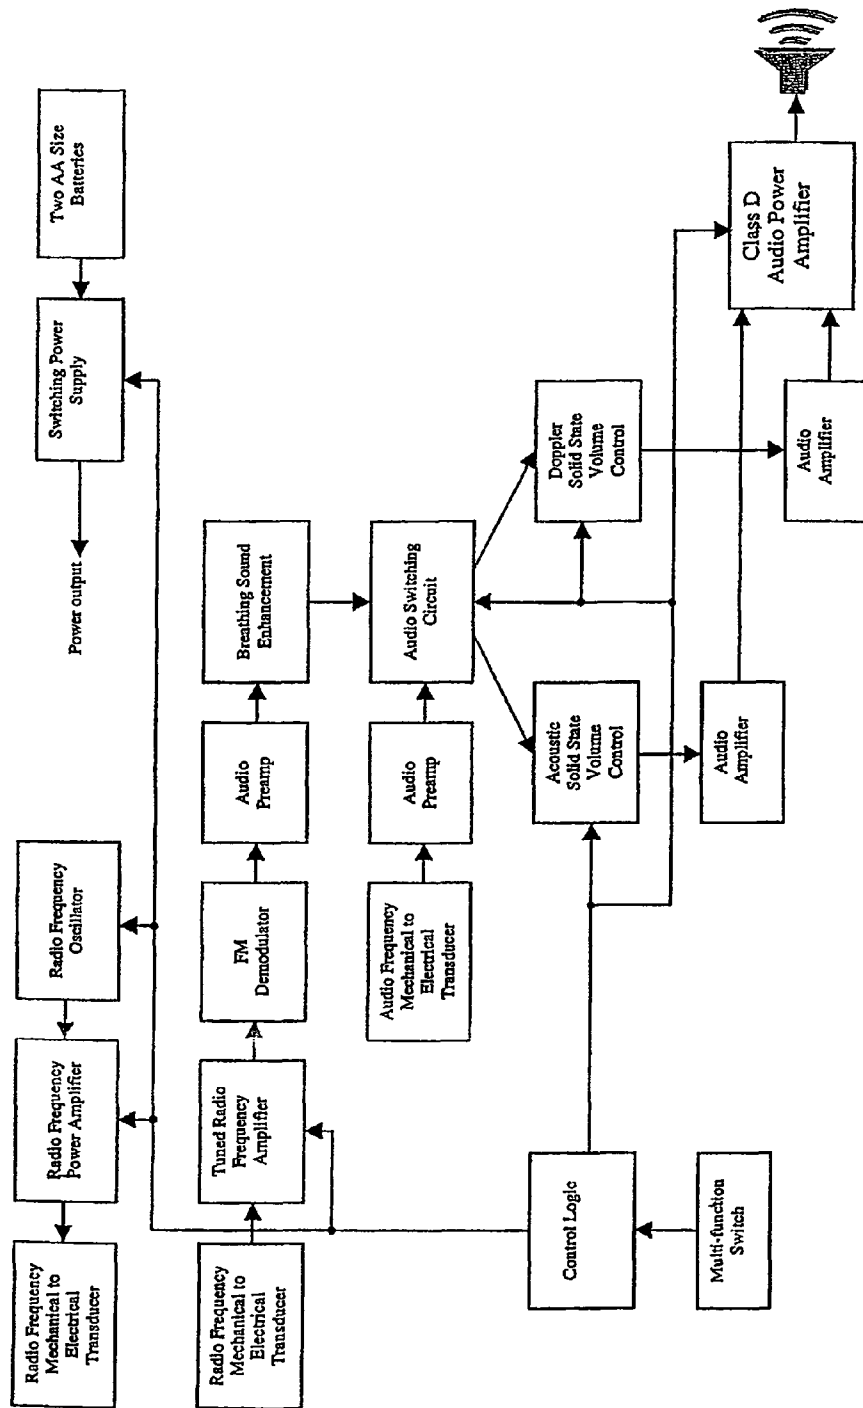 Radio Frequency
Mechanical to
Electrical
Transducer
Radio Frequency
Power Amplifier
Radio Frequency
Oscillator
Power output
Switching Power
Supply
Two AA Size
Batteries
Radio Frequency
Mechanical to
Electrical
Transducer
Tuned Radio
Frequency
Amplifier
FM
Demodulator
Audio
Preamp
Breathing Sound
Enhancement
Audio Frequency
Mechanical to
Electrical
Transducer
Audio
Preamp
Audio Switching
Circuit
Control Logic
Acoustic
Solid State
Volume
Control
Doppler
Solid State
Volume
Control
Multi-function
Switch
Audio
Amplifier
Audio
Amplifier
Class D
Audio Power
Amplifier